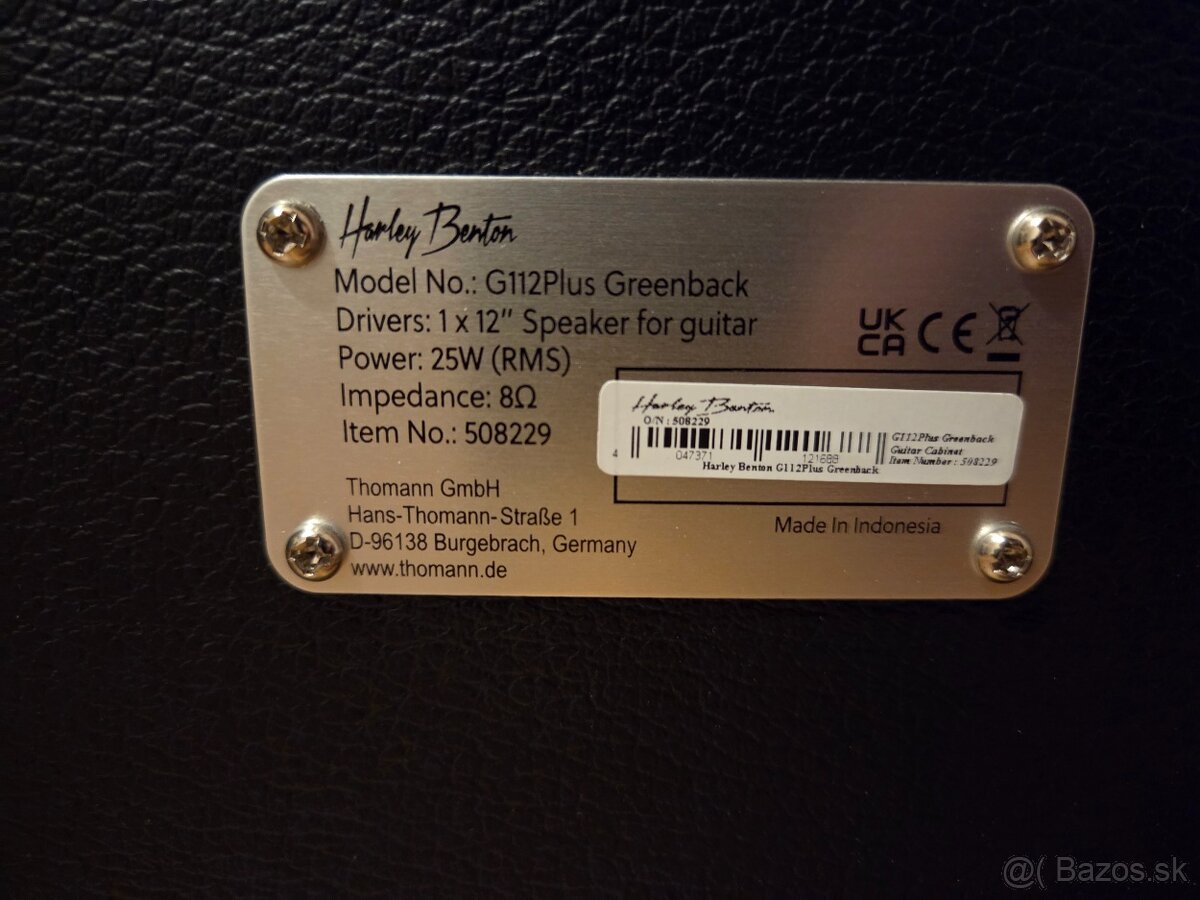 Harley Benton
Model No.: G112Plus Greenback
Drivers: 1 x 12" Speaker for guitar
Power: 25W (RMS)
Impedance: 8Ω
Item No.: 508229
UK
CA CE
Harley Benton
O/N : 508229
4 047371 121688
G112Plus Greenback
Guitar Cabinet
Item Number : 508229
Harley Benton G112Plus Greenback
Thomann GmbH
Hans-Thomann-Straße 1
D-96138 Burgebrach, Germany
www.thomann.de
Made In Indonesia
@( Bazos.sk